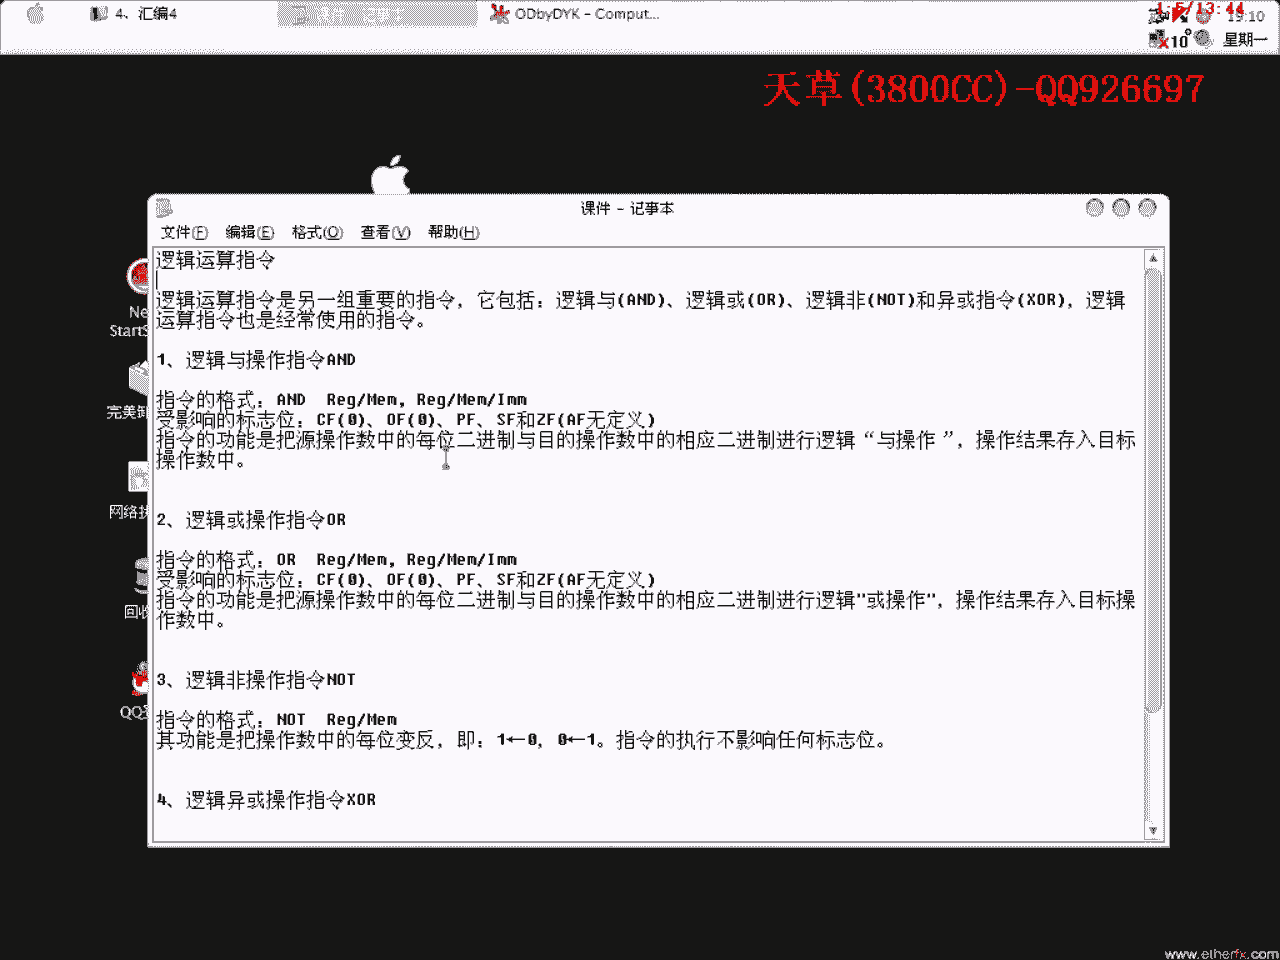 4、汇编4
课件 - 记事本
ODbyDYK - Comput...
19:10
10°
星期一
天草(3800CC)-QQ926697
课件 - 记事本
文件(F) 编辑(E) 格式(O) 查看(V) 帮助(H)
逻辑运算指令
逻辑运算指令是另一组重要的指令，它包括：逻辑与(AND)、逻辑或(OR)、逻辑非(NOT)和异或指令(XOR)，逻辑
运算指令也是经常使用的指令。
1、逻辑与操作指令AND
指令的格式：AND Reg/Mem, Reg/Mem/Imm
受影响的标志位：CF(0)、OF(0)、PF、SF和ZF(AF无定义)
指令的功能是把源操作数中的每位二进制与目的操作数中的相应二进制进行逻辑“与操作”，操作结果存入目标
操作数中。
2、逻辑或操作指令OR
指令的格式：OR Reg/Mem, Reg/Mem/Imm
受影响的标志位：CF(0)、OF(0)、PF、SF和ZF(AF无定义)
指令的功能是把源操作数中的每位二进制与目的操作数中的相应二进制进行逻辑"或操作"，操作结果存入目标操
作数中。
3、逻辑非操作指令NOT
指令的格式：NOT Reg/Mem
其功能是把操作数中的每位变反，即：1←0，0←1。指令的执行不影响任何标志位。
4、逻辑异或操作指令XOR
Ne
StartS
完美卸
网络
回收
QQ
www.etherfx.com